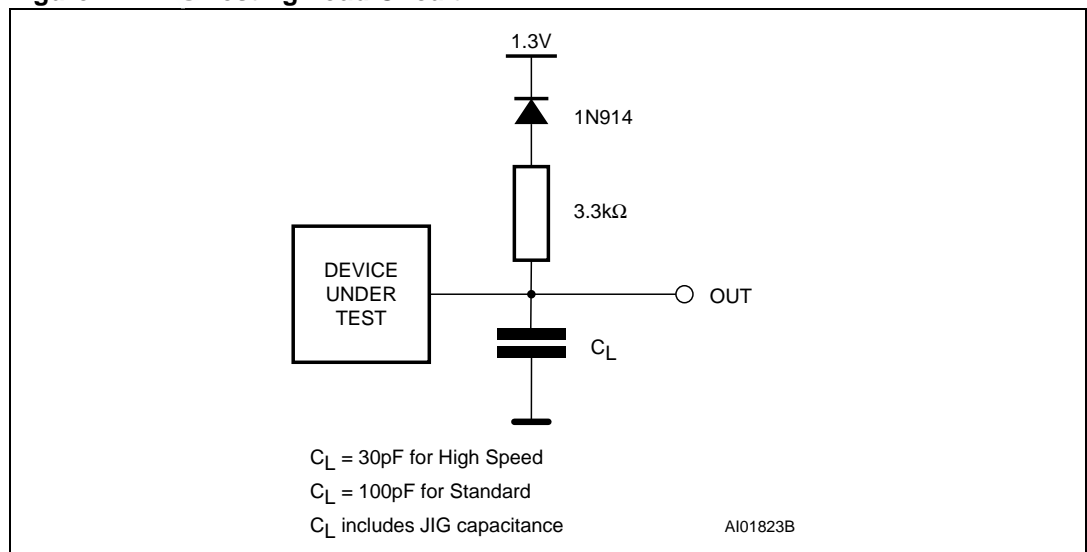 1.3V
1N914
3.3kΩ
DEVICE
UNDER
TEST
OUT
CL
CL = 30pF for High Speed
CL = 100pF for Standard
CL includes JIG capacitance
AI01823B